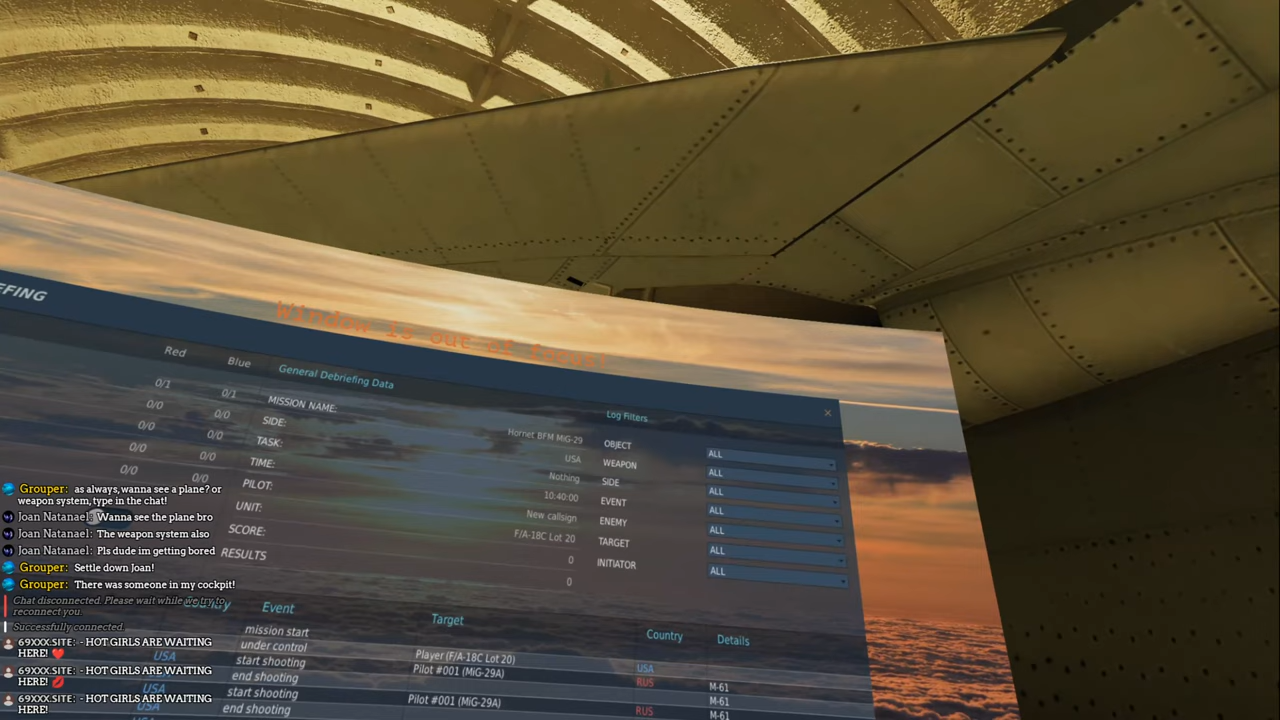 EFING
Window is out of focus!
Red Blue General Debriefing Data
Log Filters
0/1 0/1 MISSION NAME: Hornet BFM MiG-29
0/0 0/0 SIDE: USA
0/0 0/0 TASK: Nothing
0/0 0/0 TIME: 10:40:00
0/0 0/0 PILOT: New callsign
UNIT: F/A-18C Lot 20
SCORE: 0
RESULTS 0
OBJECT ALL
WEAPON ALL
SIDE ALL
EVENT ALL
ENEMY ALL
TARGET ALL
INITIATOR ALL
Country Event Target Country Details
mission start
under control Player (F/A-18C Lot 20) USA
USA start shooting Pilot #001 (MiG-29A) RUS M-61
USA end shooting M-61
USA start shooting Pilot #001 (MiG-29A) RUS M-61
end shooting M-61
Grouper: as always,wanna see a plane? or
weapon system,type in the chat!
Joan Natanael: Wanna see the plane bro
Joan Natanael: The weapon system also
Joan Natanael: Pls dude im getting bored
Grouper: Settle down Joan!
Grouper: There was someone in my cockpit!
Chat disconnected. Please wait while we try to
reconnect you.
Successfully connected.
69XXX.SITE: - HOT GIRLS ARE WAITING
HERE! ❤️
69XXX.SITE: - HOT GIRLS ARE WAITING
HERE! 💋
69XXX.SITE: - HOT GIRLS ARE WAITING
HERE!